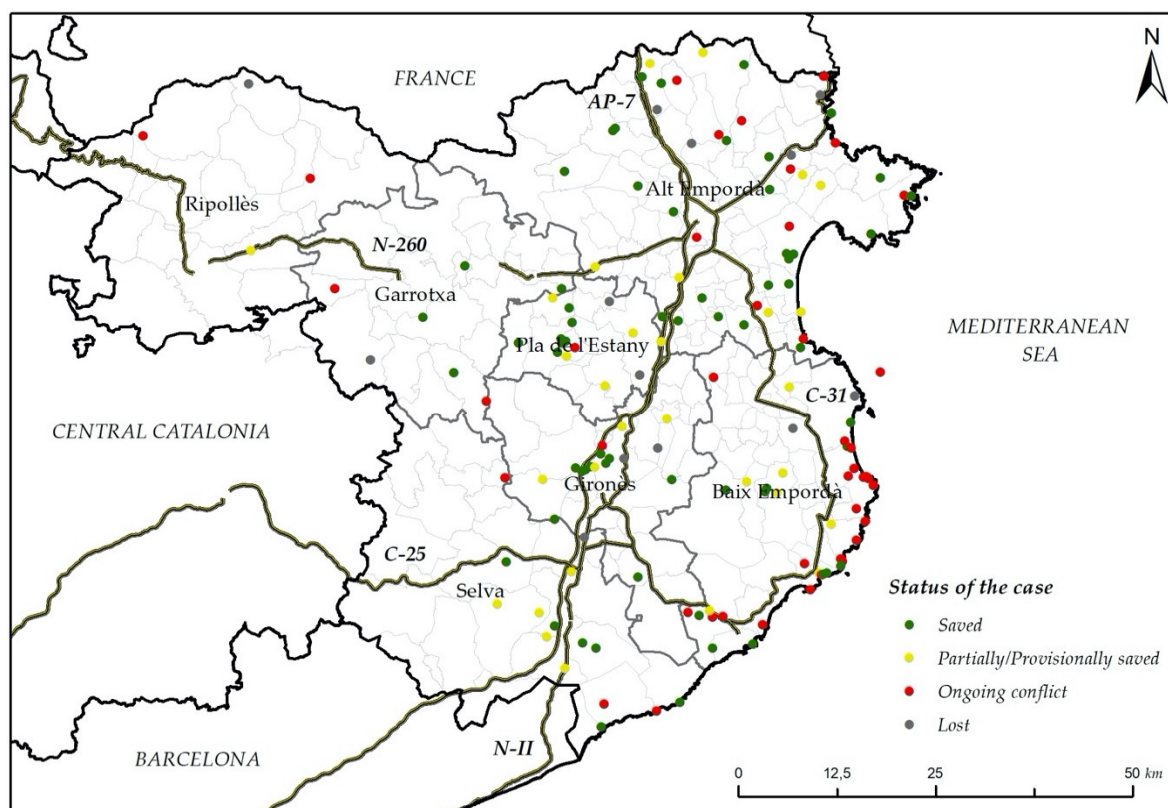 N
FRANCE
AP-7
Alt Empordà
Ripollès
N-260
Garrotxa
MEDITERRANEAN
SEA
Pla de l'Estany
C-31
CENTRAL CATALONIA
Gironès
Baix Empordà
C-25
Selva
Status of the case
Saved
Partially/Provisionally saved
Ongoing conflict
Lost
N-II
BARCELONA
0 12,5 25 50 km